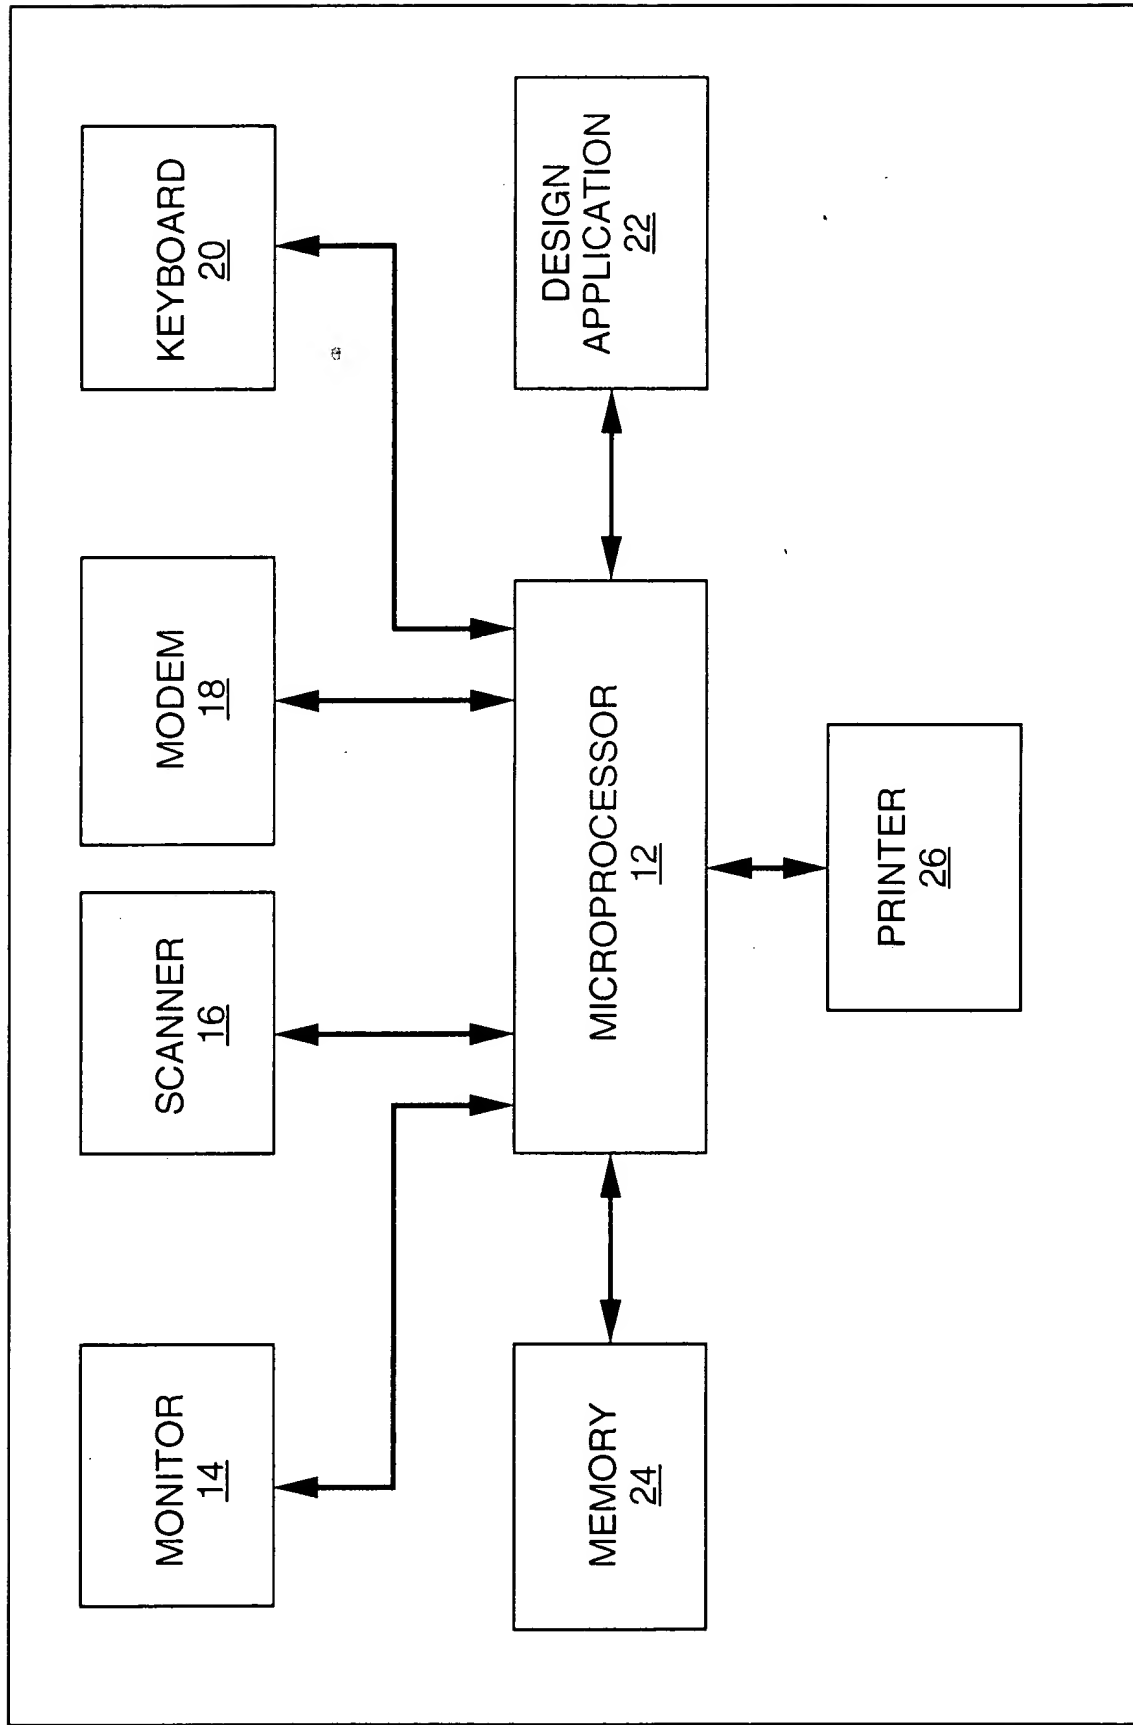 MONITOR
14
SCANNER
16
MODEM
18
KEYBOARD
20
MEMORY
24
MICROPROCESSOR
12
DESIGN
APPLICATION
22
PRINTER
26